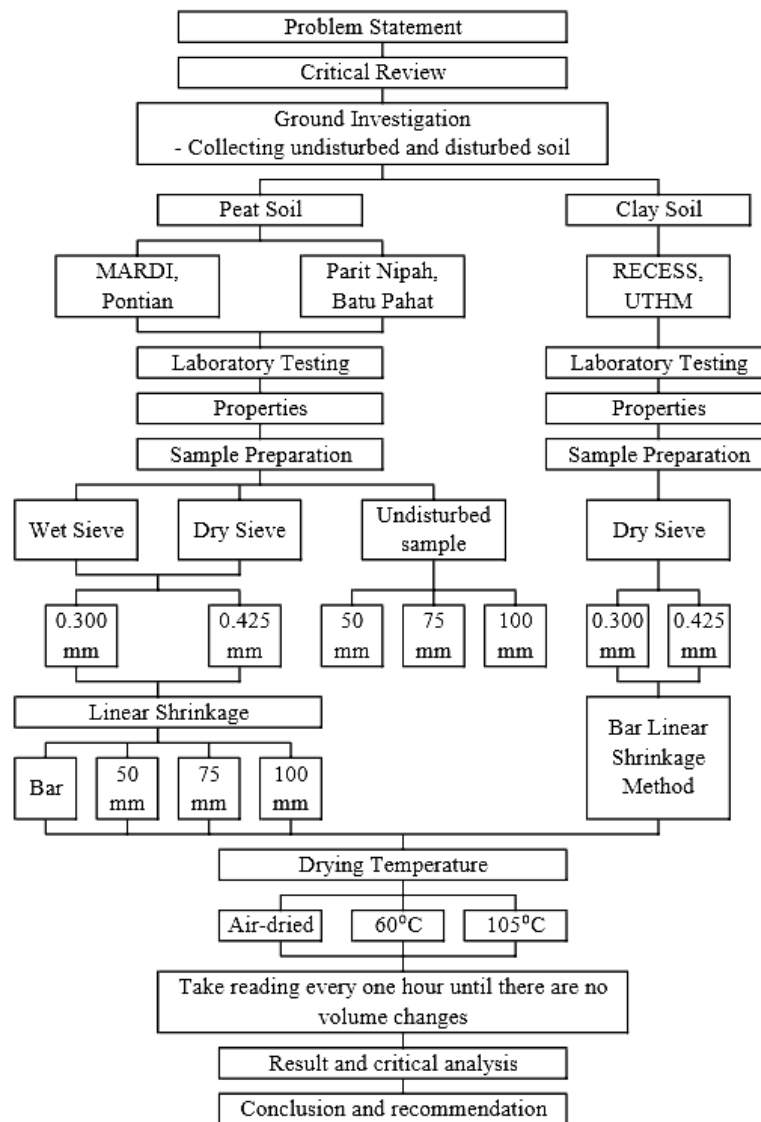 Problem Statement
Critical Review
Ground Investigation
- Collecting undisturbed and disturbed soil
Peat Soil
Clay Soil
MARDI,
Pontian
Parit Nipah,
Batu Pahat
RECESS,
UTHM
Laboratory Testing
Laboratory Testing
Properties
Properties
Sample Preparation
Sample Preparation
Wet Sieve
Dry Sieve
Undisturbed
sample
Dry Sieve
0.300
mm
0.425
mm
50
mm
75
mm
100
mm
0.300
mm
0.425
mm
Linear Shrinkage
Bar Linear
Shrinkage
Method
Bar
50
mm
75
mm
100
mm
Drying Temperature
Air-dried
60⁰C
105⁰C
Take reading every one hour until there are no
volume changes
Result and critical analysis
Conclusion and recommendation